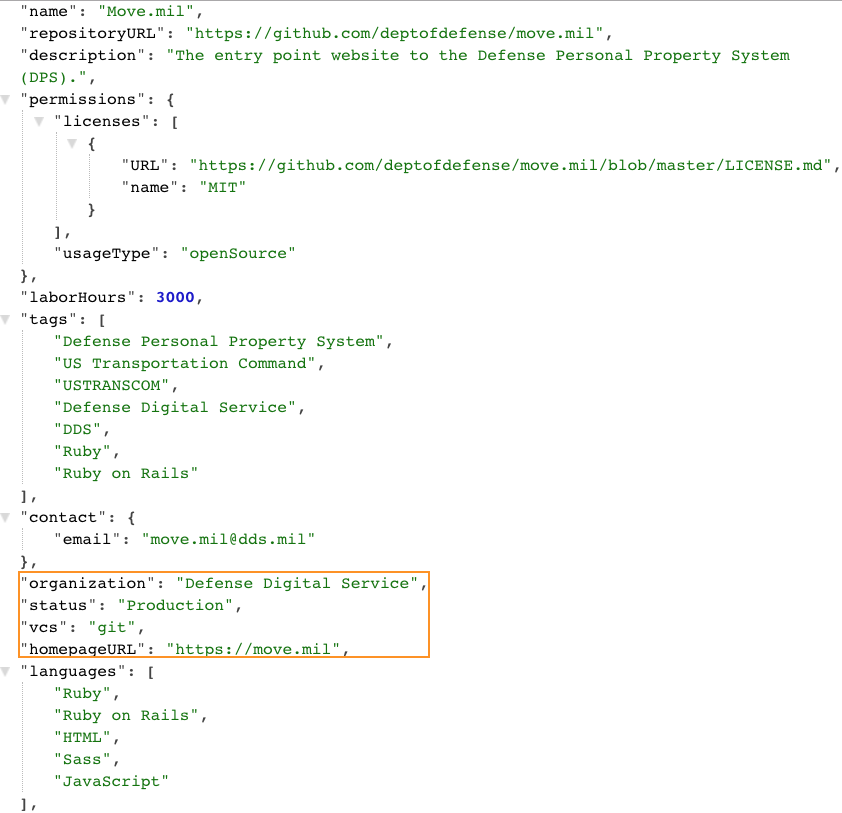 "name": "Move.mil",
"repositoryURL": "https://github.com/deptofdefense/move.mil",
"description": "The entry point website to the Defense Personal Property System
(DPS).",
"permissions": {
"licenses": [
{
"URL": "https://github.com/deptofdefense/move.mil/blob/master/LICENSE.md",
"name": "MIT"
}
],
"usageType": "openSource"
},
"laborHours": 3000,
"tags": [
"Defense Personal Property System",
"US Transportation Command",
"USTRANSCOM",
"Defense Digital Service",
"DDS",
"Ruby",
"Ruby on Rails"
],
"contact": {
"email": "move.mil@dds.mil"
},
"organization": "Defense Digital Service",
"status": "Production",
"vcs": "git",
"homepageURL": "https://move.mil",
"languages": [
"Ruby",
"Ruby on Rails",
"HTML",
"Sass",
"JavaScript"
],